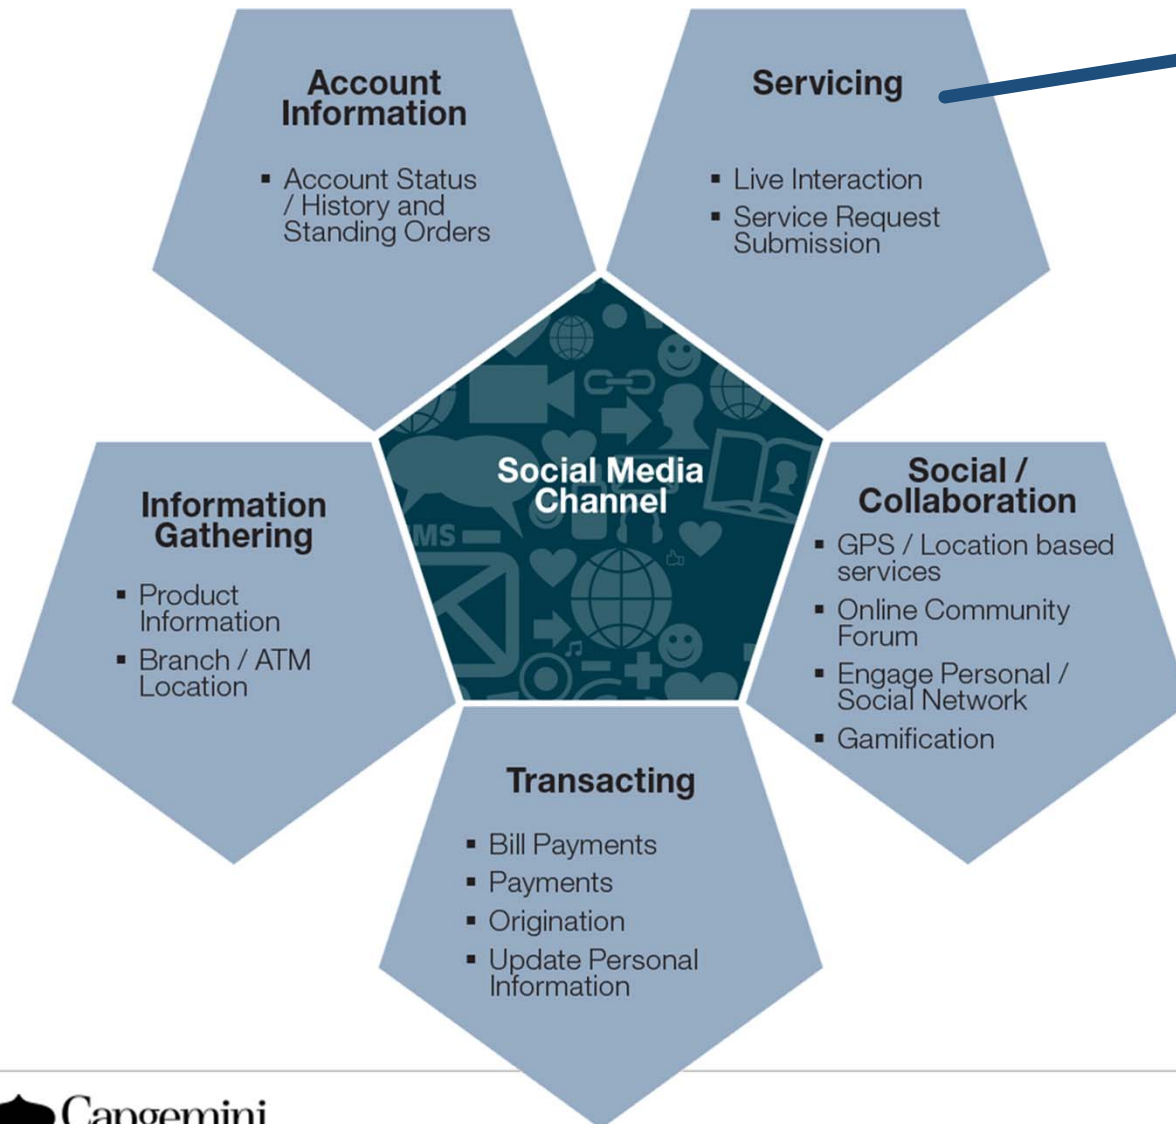 Account
Information
▪ Account Status
/ History and
Standing Orders
Servicing
▪ Live Interaction
▪ Service Request
Submission
Social Media
Channel
MS
Information
Gathering
▪ Product
Information
▪ Branch / ATM
Location
Social /
Collaboration
▪ GPS / Location based
services
▪ Online Community
Forum
▪ Engage Personal /
Social Network
▪ Gamification
Transacting
▪ Bill Payments
▪ Payments
▪ Origination
▪ Update Personal
Information
Capgemini